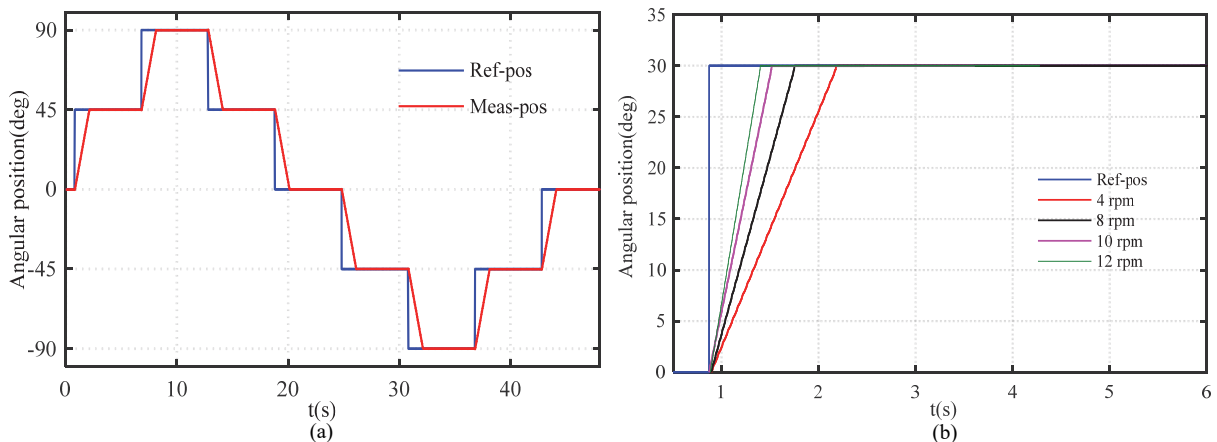 90
45
0
-45
-90
Angular position(deg)
Ref-pos
Meas-pos
0
10
20
30
40
t(s)
(a)
35
30
25
20
15
10
5
0
Angular position(deg)
Ref-pos
4 rpm
8 rpm
10 rpm
12 rpm
1
2
3
4
5
6
t(s)
(b)